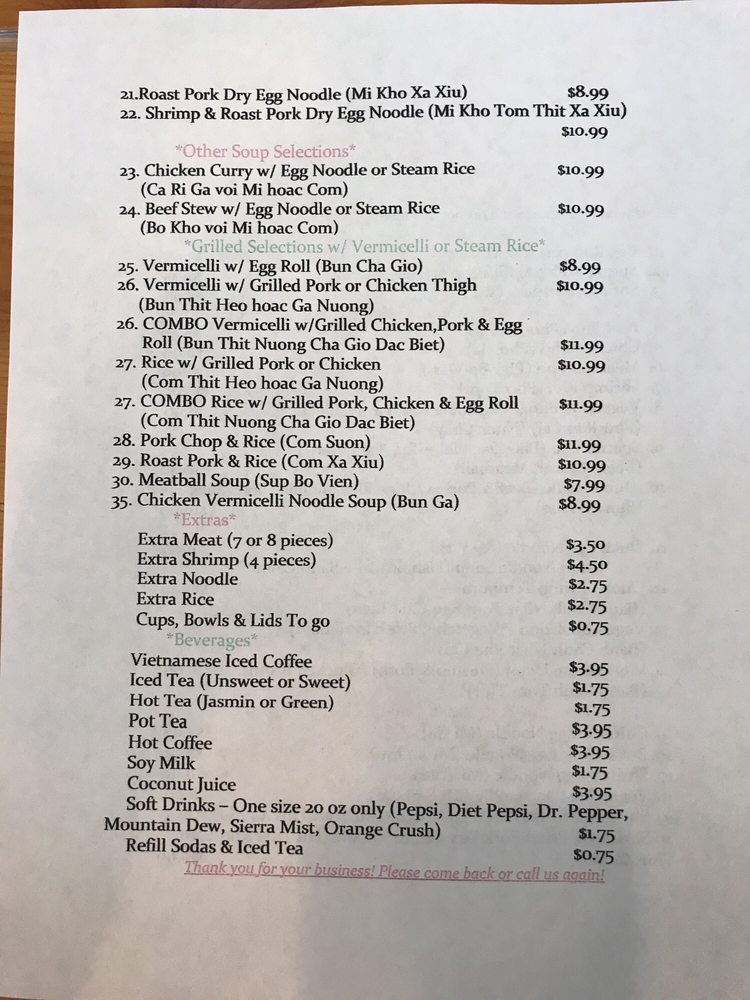 21.Roast Pork Dry Egg Noodle (Mi Kho Xa Xiu) $8.99
22. Shrimp & Roast Pork Dry Egg Noodle (Mi Kho Tom Thit Xa Xiu)
$10.99
*Other Soup Selections*
23. Chicken Curry w/ Egg Noodle or Steam Rice $10.99
(Ca Ri Ga voi Mi hoac Com)
24. Beef Stew w/ Egg Noodle or Steam Rice $10.99
(Bo Kho voi Mi hoac Com)
*Grilled Selections w/ Vermicelli or Steam Rice*
25. Vermicelli w/ Egg Roll (Bun Cha Gio) $8.99
26. Vermicelli w/ Grilled Pork or Chicken Thigh $10.99
(Bun Thit Heo hoac Ga Nuong)
26. COMBO Vermicelli w/Grilled Chicken,Pork & Egg
Roll (Bun Thit Nuong Cha Gio Dac Biet) $11.99
27. Rice w/ Grilled Pork or Chicken $10.99
(Com Thit Heo hoac Ga Nuong)
27. COMBO Rice w/ Grilled Pork, Chicken & Egg Roll $11.99
(Com Thit Nuong Cha Gio Dac Biet)
28. Pork Chop & Rice (Com Suon) $11.99
29. Roast Pork & Rice (Com Xa Xiu) $10.99
30. Meatball Soup (Sup Bo Vien) $7.99
35. Chicken Vermicelli Noodle Soup (Bun Ga) $8.99
*Extras*
Extra Meat (7 or 8 pieces) $3.50
Extra Shrimp (4 pieces) $4.50
Extra Noodle $2.75
Extra Rice $2.75
Cups, Bowls & Lids To go $0.75
*Beverages*
Vietnamese Iced Coffee $3.95
Iced Tea (Unsweet or Sweet) $1.75
Hot Tea (Jasmin or Green) $1.75
Pot Tea $3.95
Hot Coffee $3.95
Soy Milk $1.75
Coconut Juice $3.95
Soft Drinks – One size 20 oz only (Pepsi, Diet Pepsi, Dr. Pepper,
Mountain Dew, Sierra Mist, Orange Crush) $1.75
Refill Sodas & Iced Tea $0.75
Thank you for your business! Please come back or call us again!